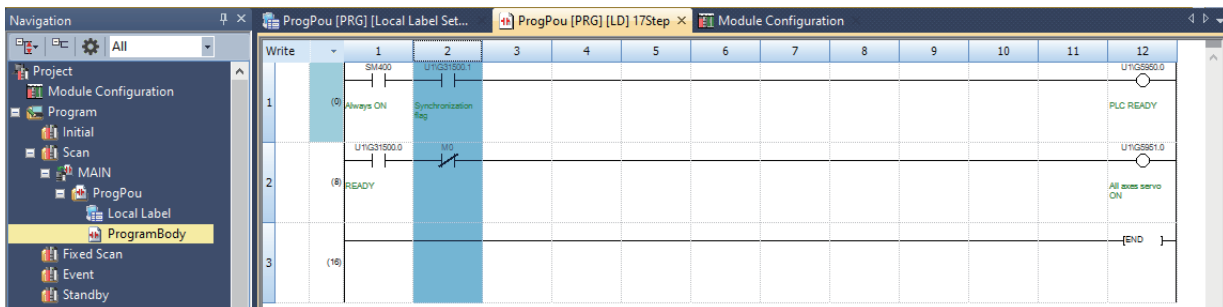 Navigation
All
Project
Module Configuration
Program
Initial
Scan
MAIN
ProgPou
Local Label
ProgramBody
Fixed Scan
Event
Standby
ProgPou [PRG] [Local Label Set...
ProgPou [PRG] [LD] 17Step
Module Configuration
Write 1 2 3 4 5 6 7 8 9 10 11 12
SM400 U1\G31500.1 U1\G5950.0
1 (0) Always ON Synchronization flag PLC READY
U1\G31500.0 M0 U1\G5951.0
2 (8) READY All axes servo ON
3 (16) [END ]